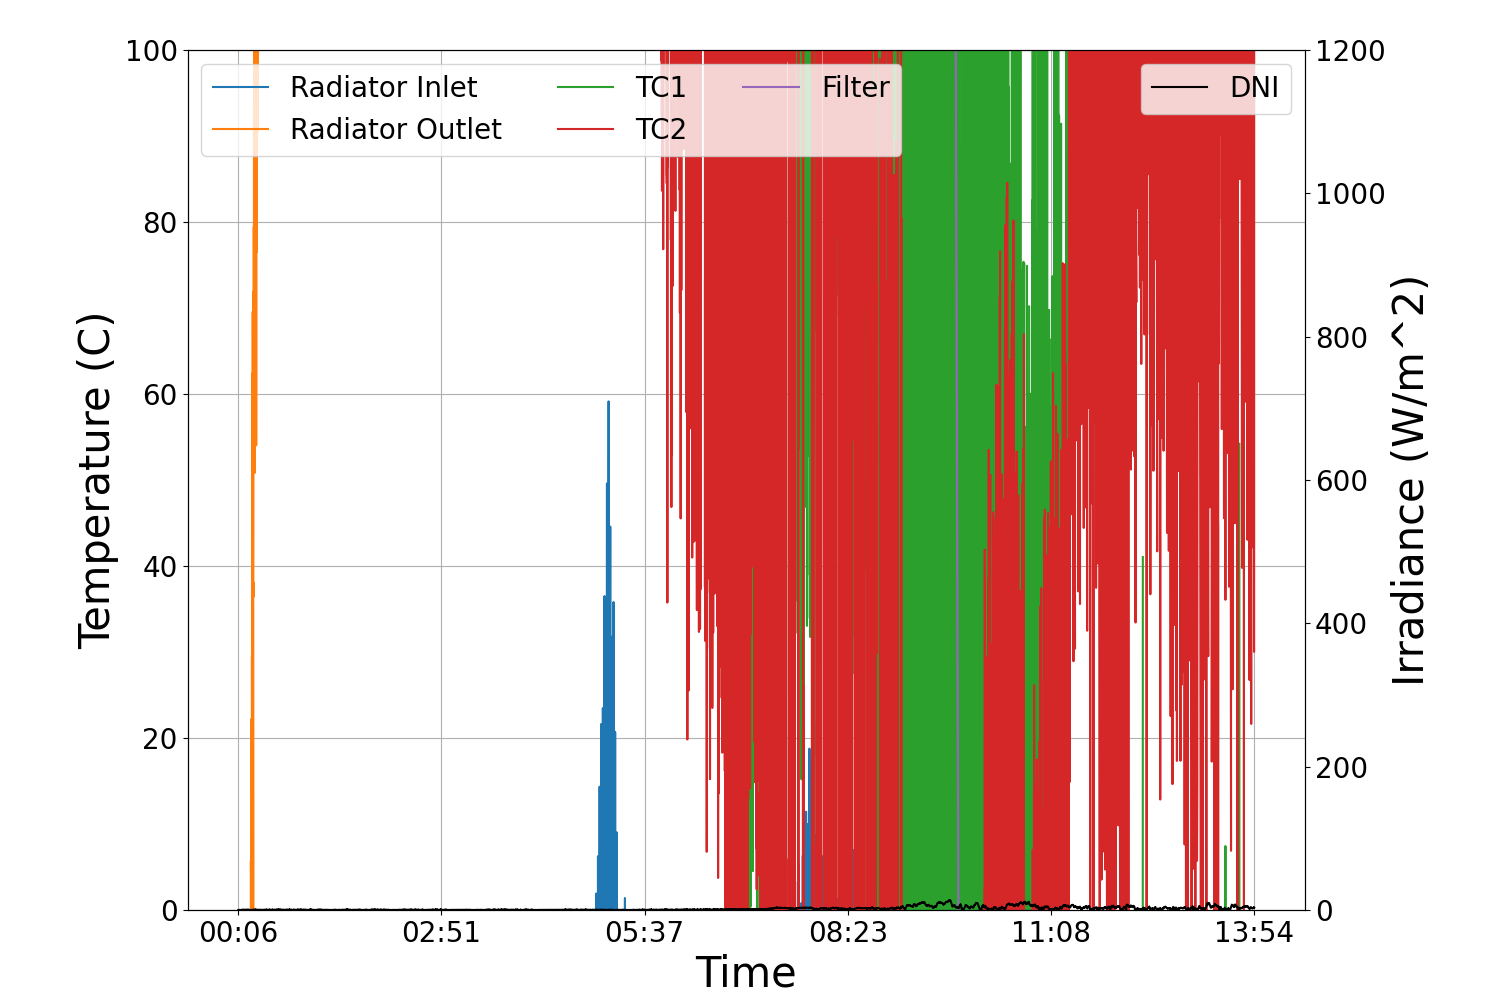 100
80
60
40
20
0
Temperature (C)
Radiator Inlet
Radiator Outlet
TC1
TC2
Filter
DNI
1200
1000
800
600
400
200
0
Irradiance (W/m^2)
00:06 02:51 05:37 08:23 11:08 13:54
Time